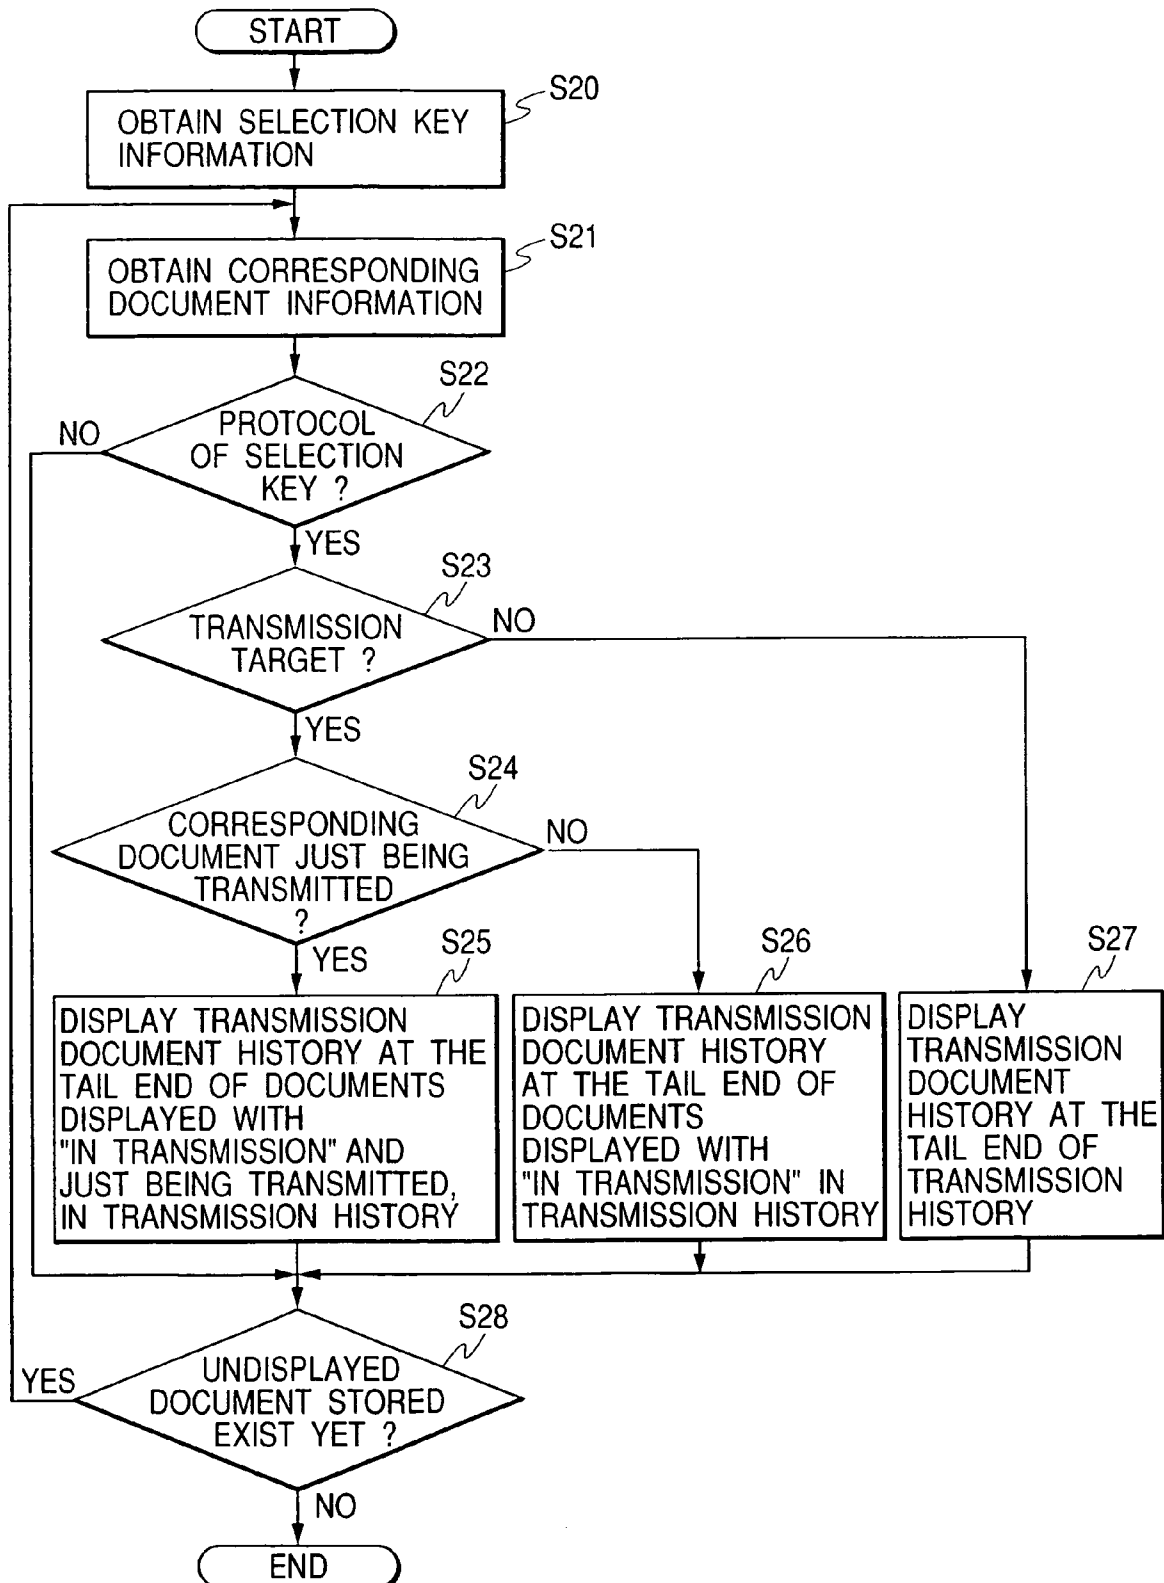 START
S20
OBTAIN SELECTION KEY
INFORMATION
S21
OBTAIN CORRESPONDING
DOCUMENT INFORMATION
S22
NO
PROTOCOL
OF SELECTION
KEY ?
YES
S23
NO
TRANSMISSION
TARGET ?
YES
S24
NO
CORRESPONDING
DOCUMENT JUST BEING
TRANSMITTED
?
YES
S25
DISPLAY TRANSMISSION
DOCUMENT HISTORY AT THE
TAIL END OF DOCUMENTS
DISPLAYED WITH
"IN TRANSMISSION" AND
JUST BEING TRANSMITTED,
IN TRANSMISSION HISTORY
S26
DISPLAY TRANSMISSION
DOCUMENT HISTORY
AT THE TAIL END OF
DOCUMENTS
DISPLAYED WITH
"IN TRANSMISSION" IN
TRANSMISSION HISTORY
S27
DISPLAY
TRANSMISSION
DOCUMENT
HISTORY AT THE
TAIL END OF
TRANSMISSION
HISTORY
S28
YES
UNDISPLAYED
DOCUMENT STORED
EXIST YET ?
NO
END